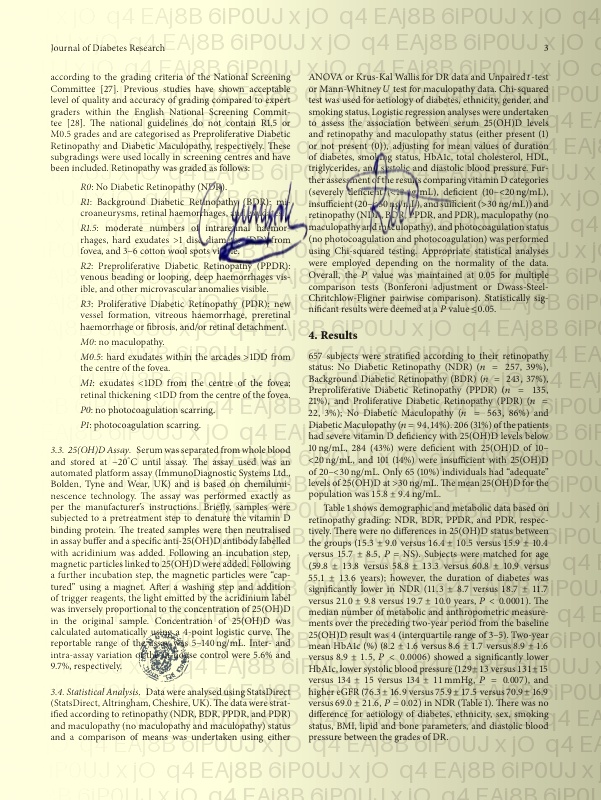 Journal of Diabetes Research
3
according to the grading criteria of the National Screening
Committee [27]. Previous studies have shown acceptable
level of quality and accuracy of grading compared to expert
graders within the English National Screening Commit-
tee [28]. The national guidelines do not contain R1.5 or
M0.5 grades and are categorised as Preproliferative Diabetic
Retinopathy and Diabetic Maculopathy, respectively. These
subgradings were used locally in screening centres and have
been included. Retinopathy was graded as follows:
R0: No Diabetic Retinopathy (NDR).
R1: Background Diabetic Retinopathy (BDR): mi-
croaneurysms, retinal haemorrhages, any
R1.5: moderate numbers of intraretinal haemor-
rhages, hard exudates >1 disc diameter from
fovea, and 3–6 cotton wool spots visible.
R2: Preproliferative Diabetic Retinopathy (PPDR):
venous beading or looping, deep haemorrhages vis-
ible, and other microvascular anomalies visible.
R3: Proliferative Diabetic Retinopathy (PDR): new
vessel formation, vitreous haemorrhage, preretinal
haemorrhage or fibrosis, and/or retinal detachment.
M0: no maculopathy.
M0.5: hard exudates within the arcades >1DD from
the centre of the fovea.
M1: exudates <1DD from the centre of the fovea;
retinal thickening <1DD from the centre of the fovea.
P0: no photocoagulation scarring.
P1: photocoagulation scarring.
3.3. 25(OH)D Assay. Serum was separated from whole blood
and stored at −20°C until assay. The assay used was an
automated platform assay (ImmunoDiagnostic Systems Ltd.,
Bolden, Tyne and Wear, UK) and is based on chemilumi-
nescence technology. The assay was performed exactly as
per the manufacturer's instructions. Briefly, samples were
subjected to a pretreatment step to denature the vitamin D
binding protein. The treated samples were then neutralised
in assay buffer and a specific anti-25(OH)D antibody labelled
with acridinium was added. Following an incubation step,
magnetic particles linked to 25(OH)D were added. Following
a further incubation step, the magnetic particles were "cap-
tured" using a magnet. After a washing step and addition
of trigger reagents, the light emitted by the acridinium label
was inversely proportional to the concentration of 25(OH)D
in the original sample. Concentration of 25(OH)D was
calculated automatically using a 4-point logistic curve. The
reportable range of the assay was 5–140 ng/mL. Inter- and
intra-assay variation of the in-house control were 5.6% and
9.7%, respectively.
3.4. Statistical Analysis. Data were analysed using StatsDirect
(StatsDirect, Altringham, Cheshire, UK). The data were strat-
ified according to retinopathy (NDR, BDR, PPDR, and PDR)
and maculopathy (no maculopathy and maculopathy) status
and a comparison of means was undertaken using either
ANOVA or Krus-Kal Wallis for DR data and Unpaired t-test
or Mann-Whitney U test for maculopathy data. Chi-squared
test was used for aetiology of diabetes, ethnicity, gender, and
smoking status. Logistic regression analyses were undertaken
to assess the association between serum 25(OH)D levels
and retinopathy and maculopathy status (either present (1)
or not present (0)), adjusting for mean values of duration
of diabetes, smoking status, HbA1c, total cholesterol, HDL,
triglycerides, and systolic and diastolic blood pressure. Fur-
ther assessment of the results comparing vitamin D categories
(severely deficient (<10 ng/mL), deficient (10–<20 ng/mL),
insufficient (20–<30 ng/mL), and sufficient (>30 ng/mL)) and
retinopathy (NDR, BDR, PPDR, and PDR), maculopathy (no
maculopathy and maculopathy), and photocoagulation status
(no photocoagulation and photocoagulation) was performed
using Chi-squared testing. Appropriate statistical analyses
were employed depending on the normality of the data.
Overall, the P value was maintained at 0.05 for multiple
comparison tests (Bonferoni adjustment or Dwass-Steel-
Chritchlow-Fligner pairwise comparison). Statistically sig-
nificant results were deemed at a P value ≤0.05.
4. Results
657 subjects were stratified according to their retinopathy
status: No Diabetic Retinopathy (NDR) (n = 257, 39%),
Background Diabetic Retinopathy (BDR) (n = 243, 37%),
Preproliferative Diabetic Retinopathy (PPDR) (n = 135,
21%), and Proliferative Diabetic Retinopathy (PDR) (n =
22, 3%); No Diabetic Maculopathy (n = 563, 86%) and
Diabetic Maculopathy (n = 94, 14%). 206 (31%) of the patients
had severe vitamin D deficiency with 25(OH)D levels below
10 ng/mL, 284 (43%) were deficient with 25(OH)D of 10–
<20 ng/mL, and 101 (14%) were insufficient with 25(OH)D
of 20–<30 ng/mL. Only 65 (10%) individuals had "adequate"
levels of 25(OH)D at >30 ng/mL. The mean 25(OH)D for the
population was 15.8 ± 9.4 ng/mL.
Table 1 shows demographic and metabolic data based on
retinopathy grading: NDR, BDR, PPDR, and PDR, respec-
tively. There were no differences in 25(OH)D status between
the groups (15.3 ± 9.0 versus 16.4 ± 10.5 versus 15.9 ± 10.4
versus 15.7 ± 8.5, P = NS). Subjects were matched for age
(59.8 ± 13.8 versus 58.8 ± 13.3 versus 60.8 ± 10.9 versus
55.1 ± 13.6 years); however, the duration of diabetes was
significantly lower in NDR (11.3 ± 8.7 versus 18.7 ± 11.7
versus 21.0 ± 9.8 versus 19.7 ± 10.0 years, P < 0.0001). The
median number of metabolic and anthropometric measure-
ments over the preceding two-year period from the baseline
25(OH)D result was 4 (interquartile range of 3–5). Two-year
mean HbA1c (%) (8.2 ± 1.6 versus 8.6 ± 1.7 versus 8.9 ± 1.6
versus 8.9 ± 1.5, P < 0.0006) showed a significantly lower
HbA1c, lower systolic blood pressure (129 ± 13 versus 131 ± 15
versus 134 ± 15 versus 134 ± 11 mmHg, P = 0.007), and
higher eGFR (76.3 ± 16.9 versus 75.9 ± 17.5 versus 70.9 ± 16.9
versus 69.0 ± 21.6, P = 0.02) in NDR (Table 1). There was no
difference for aetiology of diabetes, ethnicity, sex, smoking
status, BMI, lipid and bone parameters, and diastolic blood
pressure between the grades of DR.